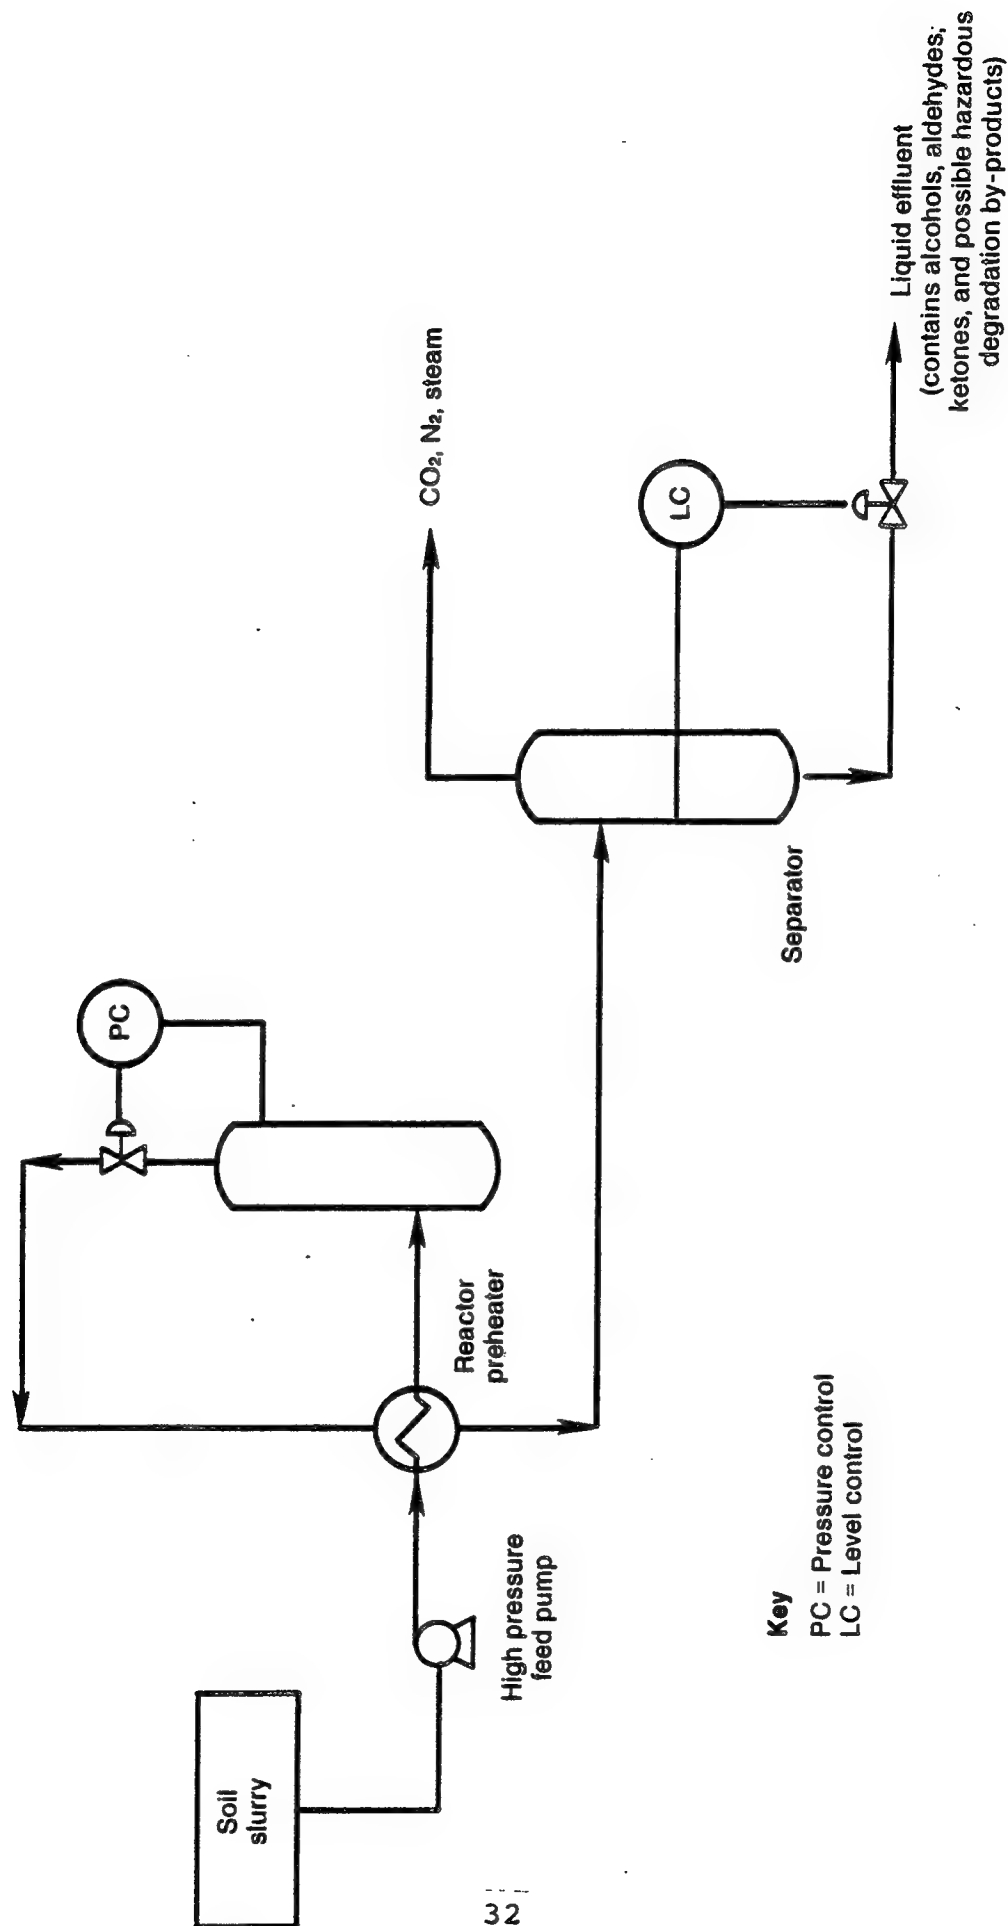 Soil
slurry
High pressure
feed pump
Reactor
preheater
PC
Separator
CO₂, N₂, steam
LC
Liquid effluent
(contains alcohols, aldehydes,
ketones, and possible hazardous
degradation by-products)
Key
PC = Pressure control
LC = Level control
32